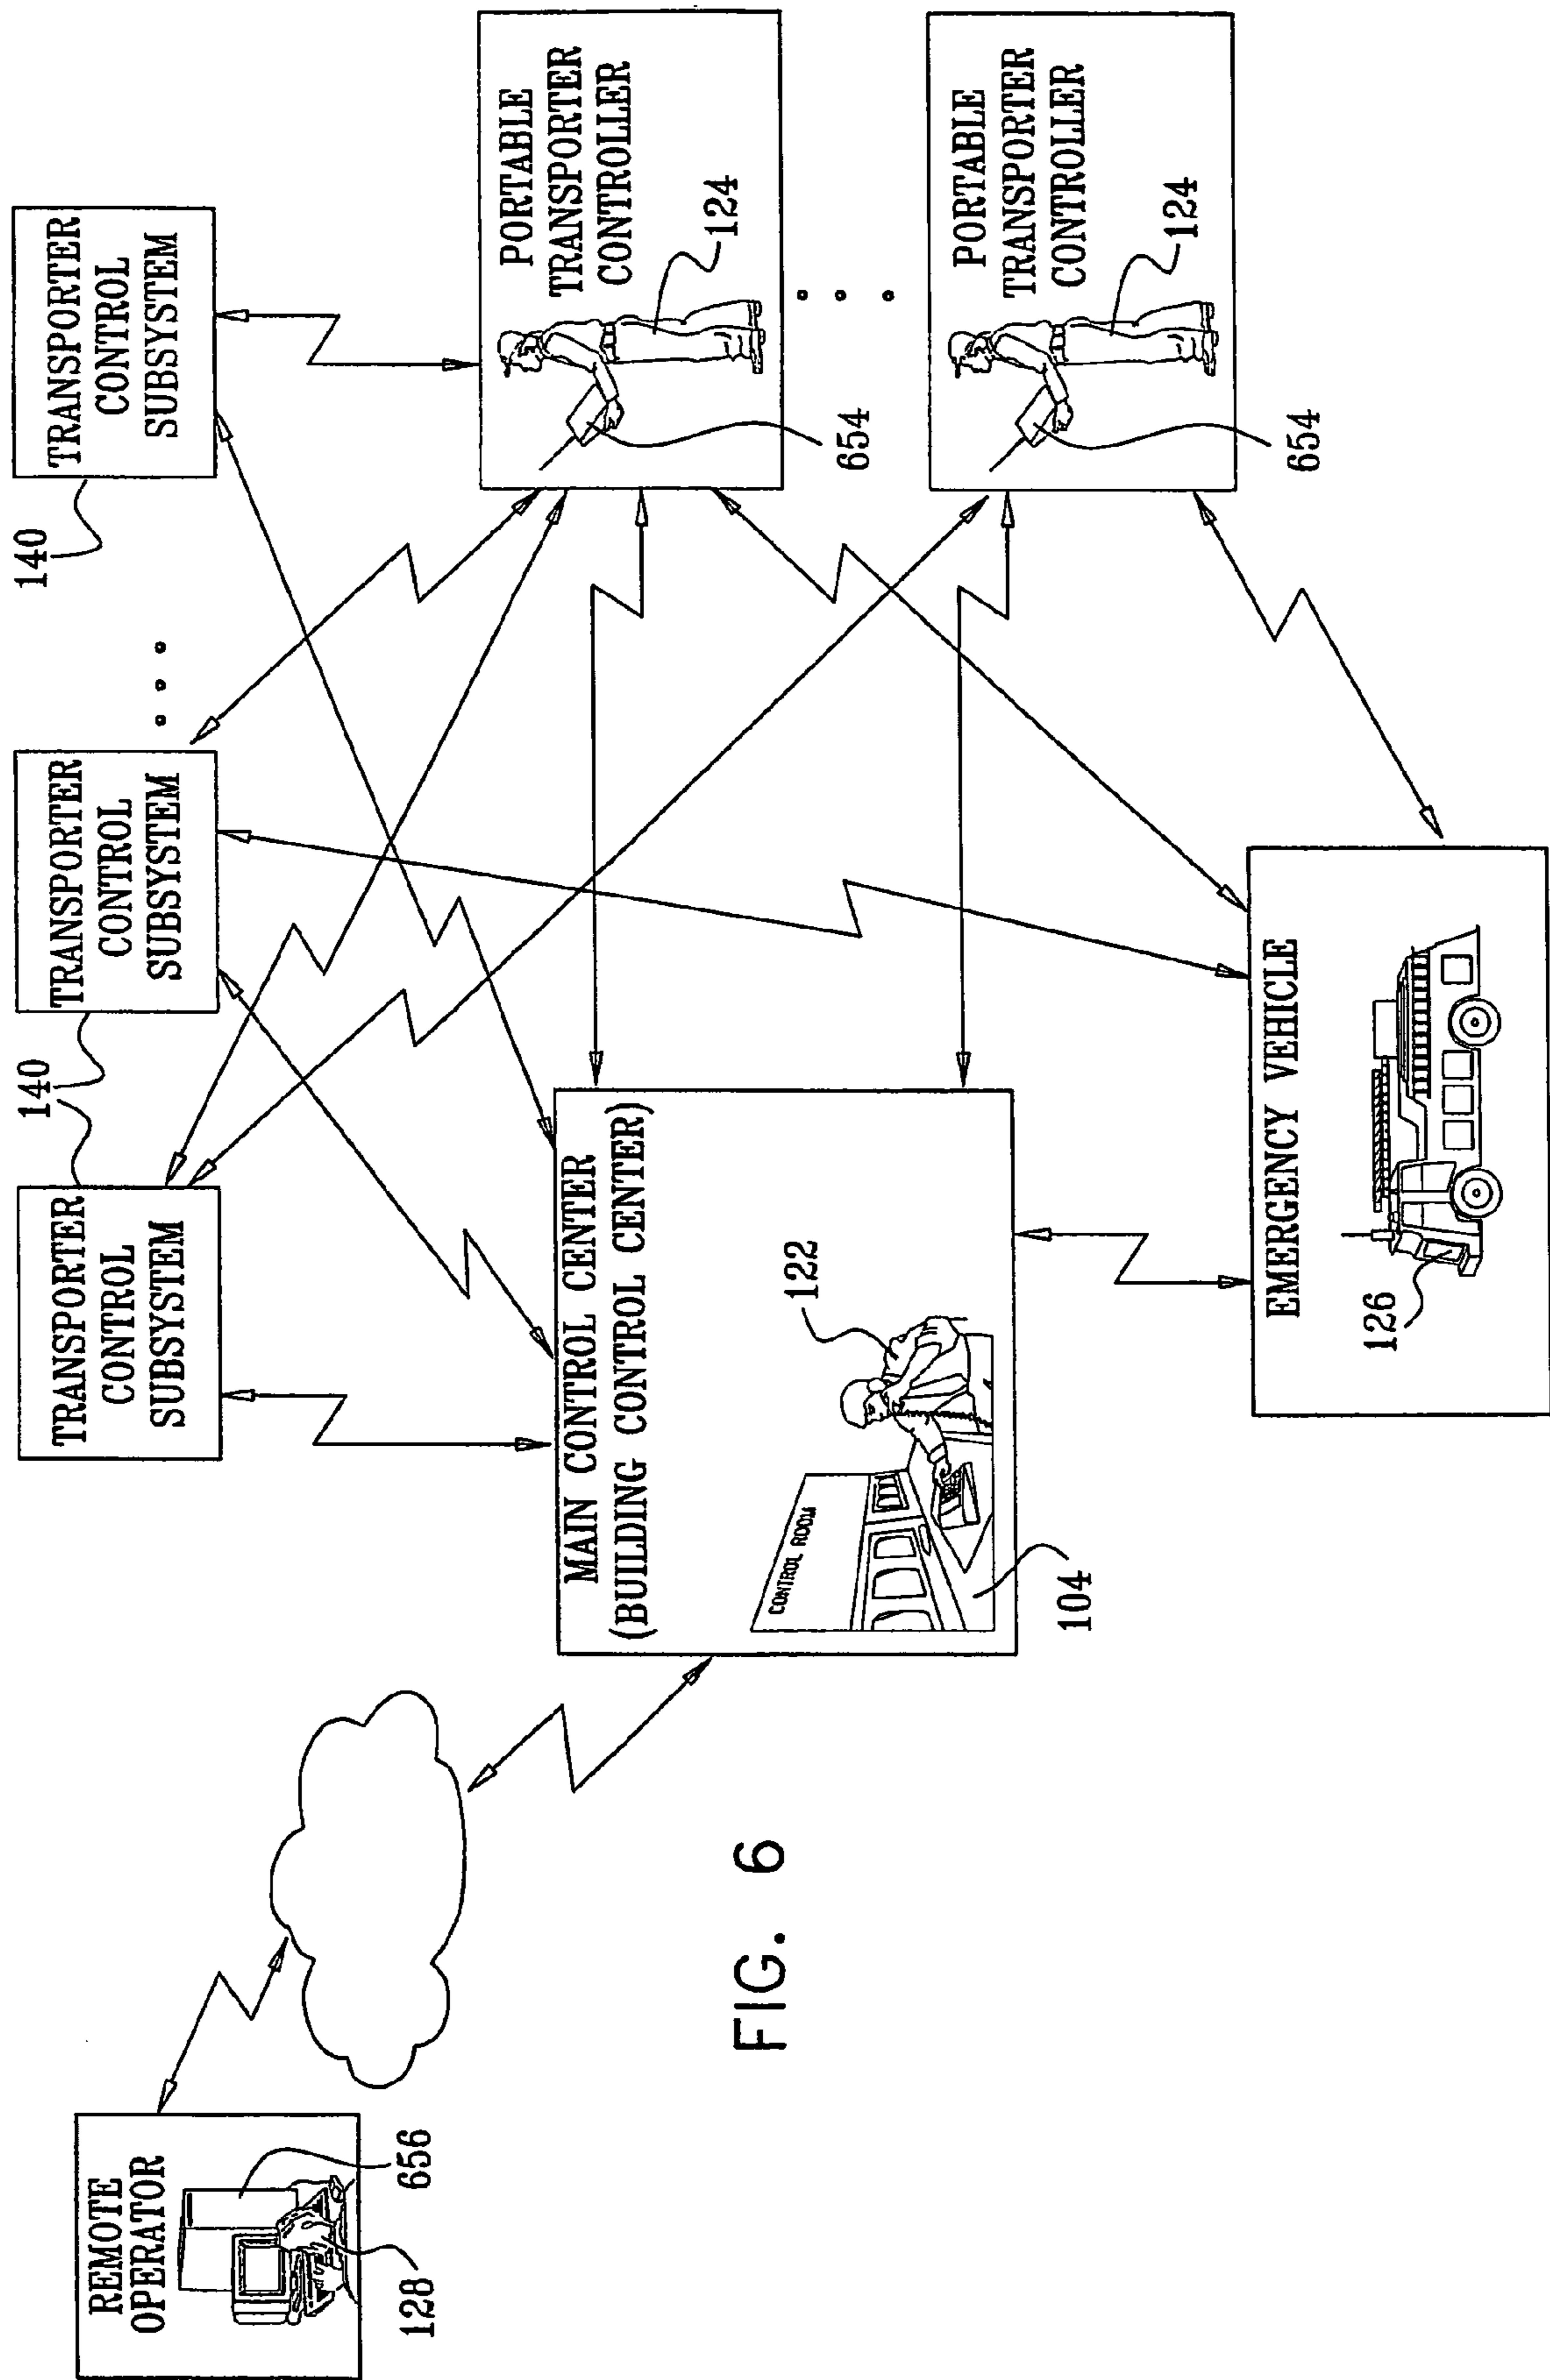 140
140
TRANSPORTER
CONTROL
SUBSYSTEM
TRANSPORTER
CONTROL
SUBSYSTEM
TRANSPORTER
CONTROL
SUBSYSTEM
REMOTE
OPERATOR
656
128
MAIN CONTROL CENTER
(BUILDING CONTROL CENTER)
CONTROL ROOM
122
104
PORTABLE
TRANSPORTER
CONTROLLER
124
654
PORTABLE
TRANSPORTER
CONTROLLER
124
654
EMERGENCY VEHICLE
126
FIG. 6